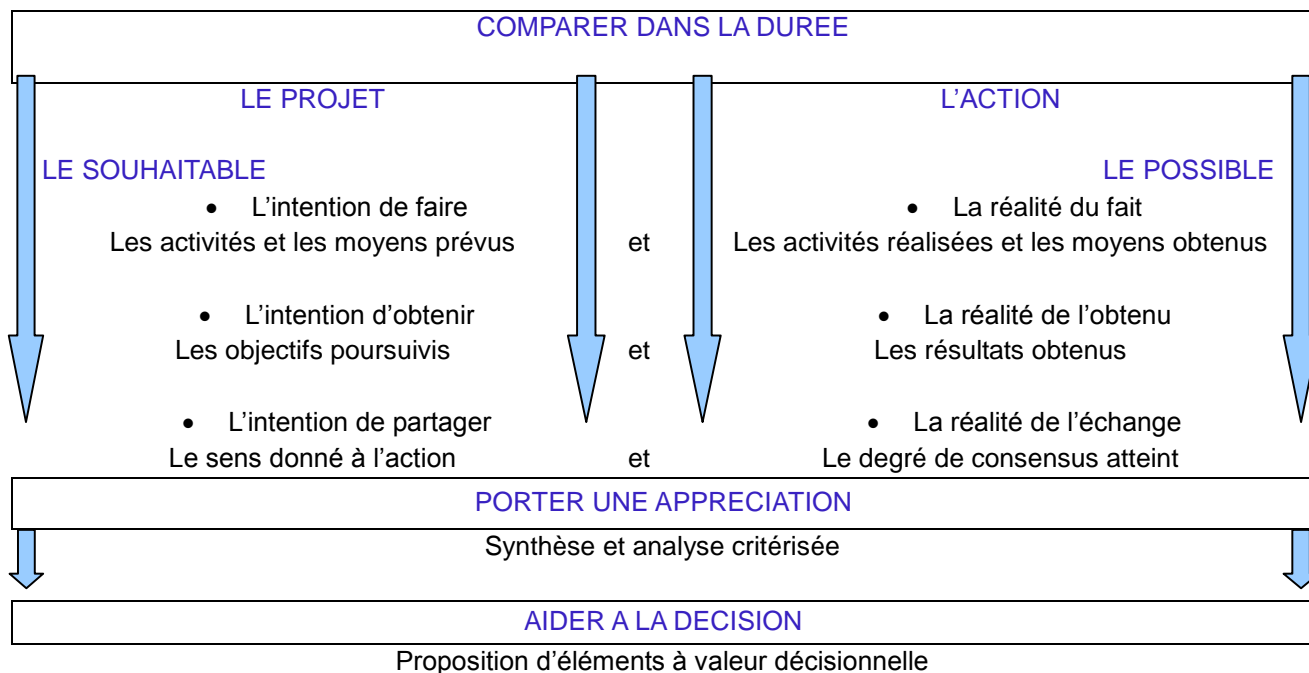 COMPARER DANS LA DUREE
LE PROJET L’ACTION
LE SOUHAITABLE LE POSSIBLE
• L’intention de faire • La réalité du fait
Les activités et les moyens prévus et Les activités réalisées et les moyens obtenus
• L’intention d’obtenir • La réalité de l’obtenu
Les objectifs poursuivis et Les résultats obtenus
• L’intention de partager • La réalité de l’échange
Le sens donné à l’action et Le degré de consensus atteint
PORTER UNE APPRECIATION
Synthèse et analyse critérisée
AIDER A LA DECISION
Proposition d’éléments à valeur décisionnelle